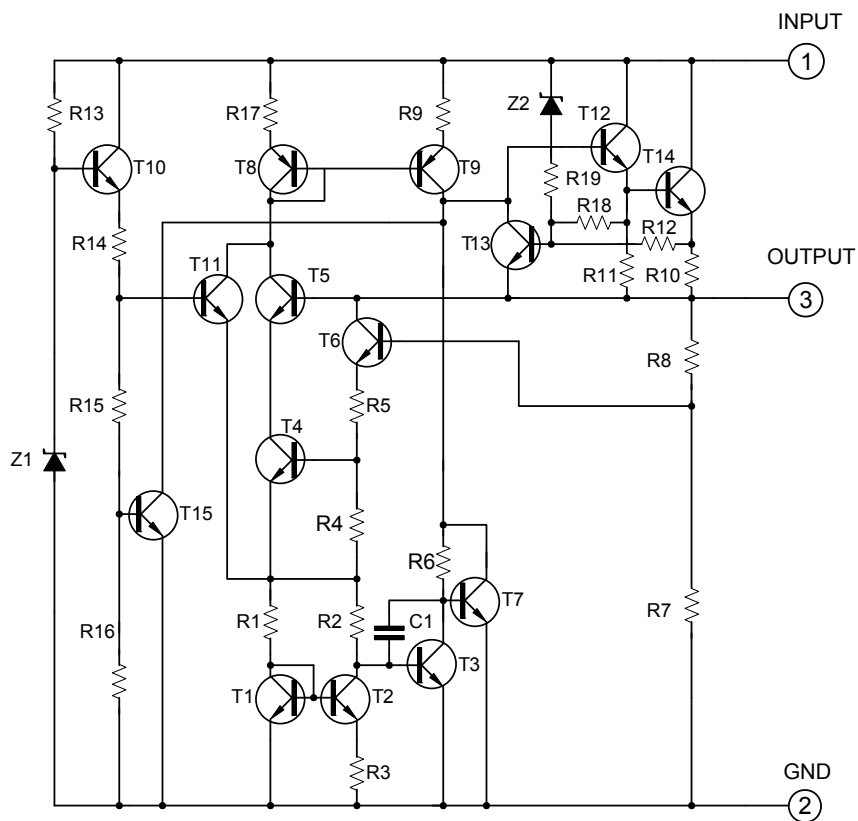 INPUT
1
R13
R17
R9
Z2
T12
T10
T8
T9
T14
R19
R18
R14
T13
R12
T11
T5
R11
R10
OUTPUT
3
T6
R8
R15
R5
T4
Z1
T15
R4
R6
R1
R2
C1
T7
R7
R16
T3
T1
T2
R3
GND
2